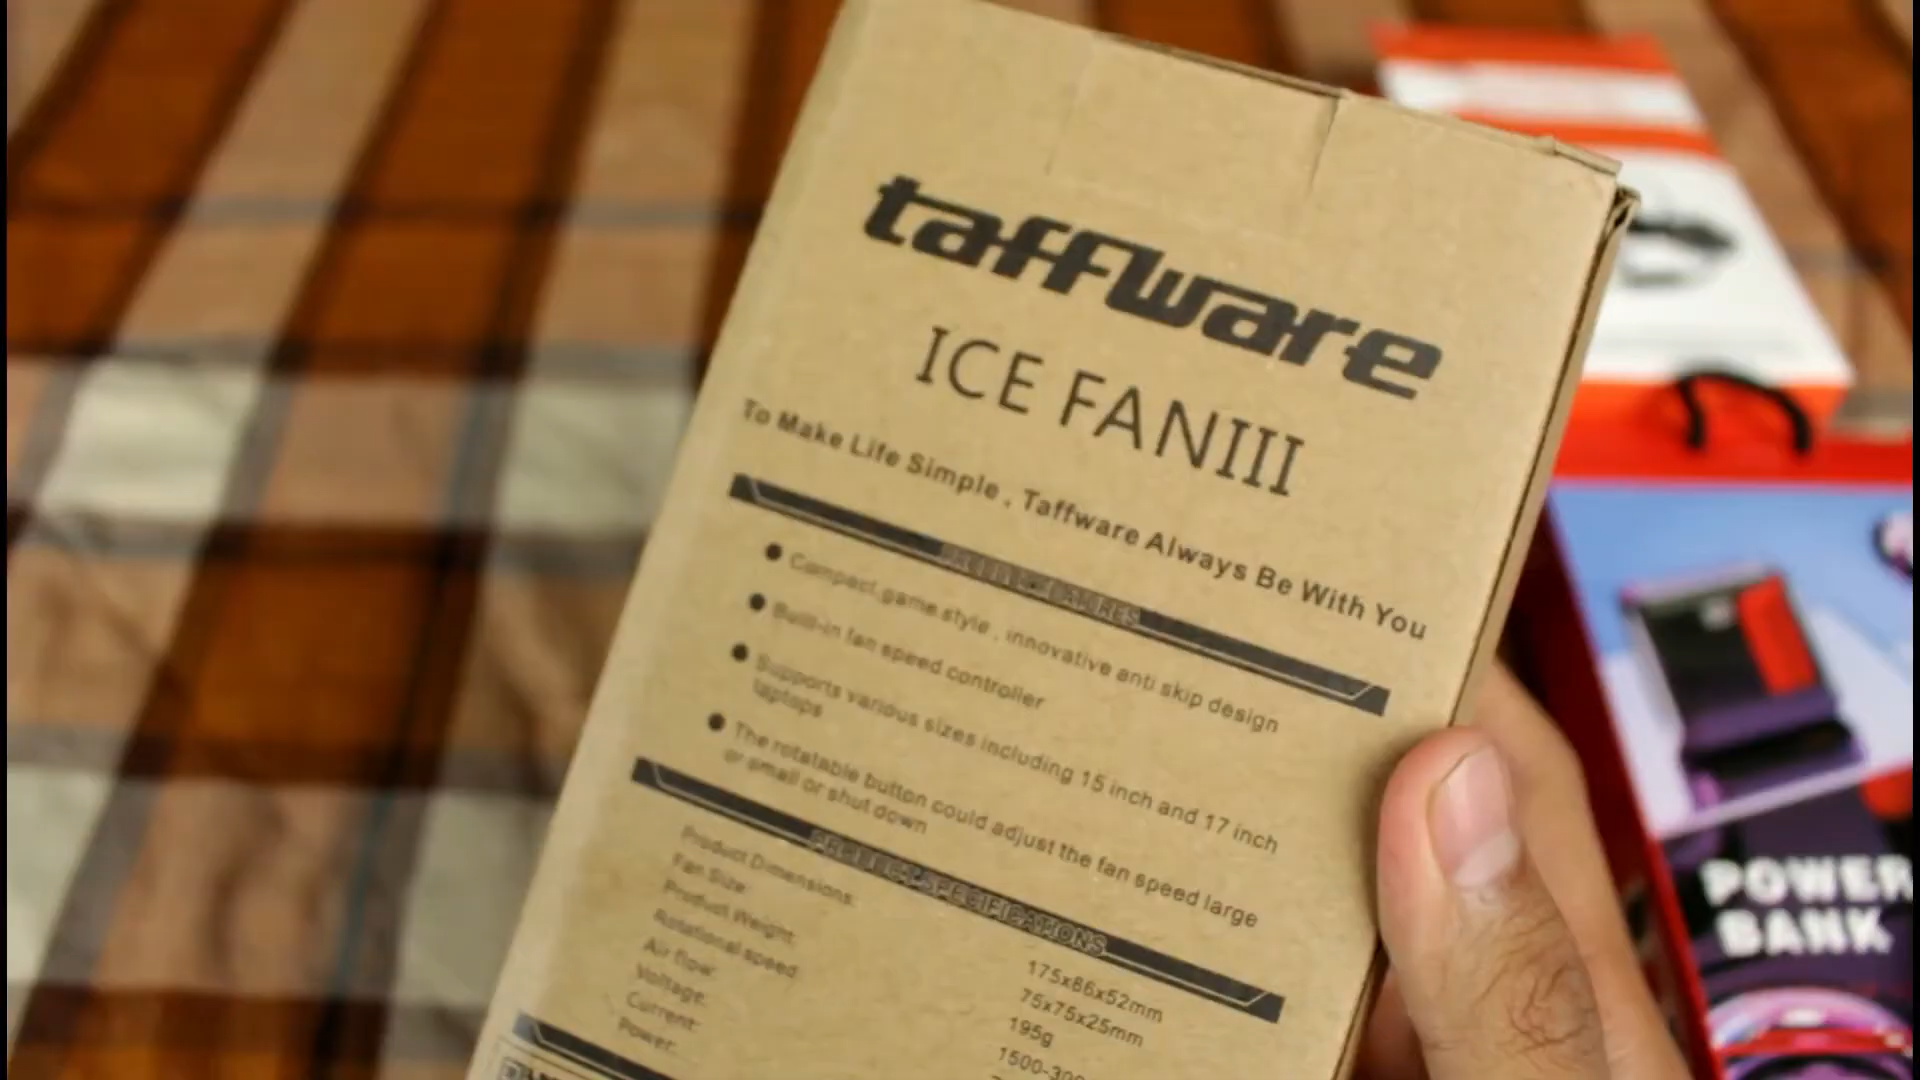 taffware
ICE FANIII
To Make Life Simple , Taffware Always Be With You
Compact game style , innovative anti skip design
Built-in fan speed controller
Supports various sizes including 15 inch and 17 inch
laptops
The rotatable button could adjust the fan speed large
or small or shut down
SPECIFICATIONS
Product Dimensions: 175x86x52mm
Fan Size: 75x75x25mm
Product Weight: 195g
Rotational speed
Air flow:
Voltage:
Current:
Power:
POWER
BANK